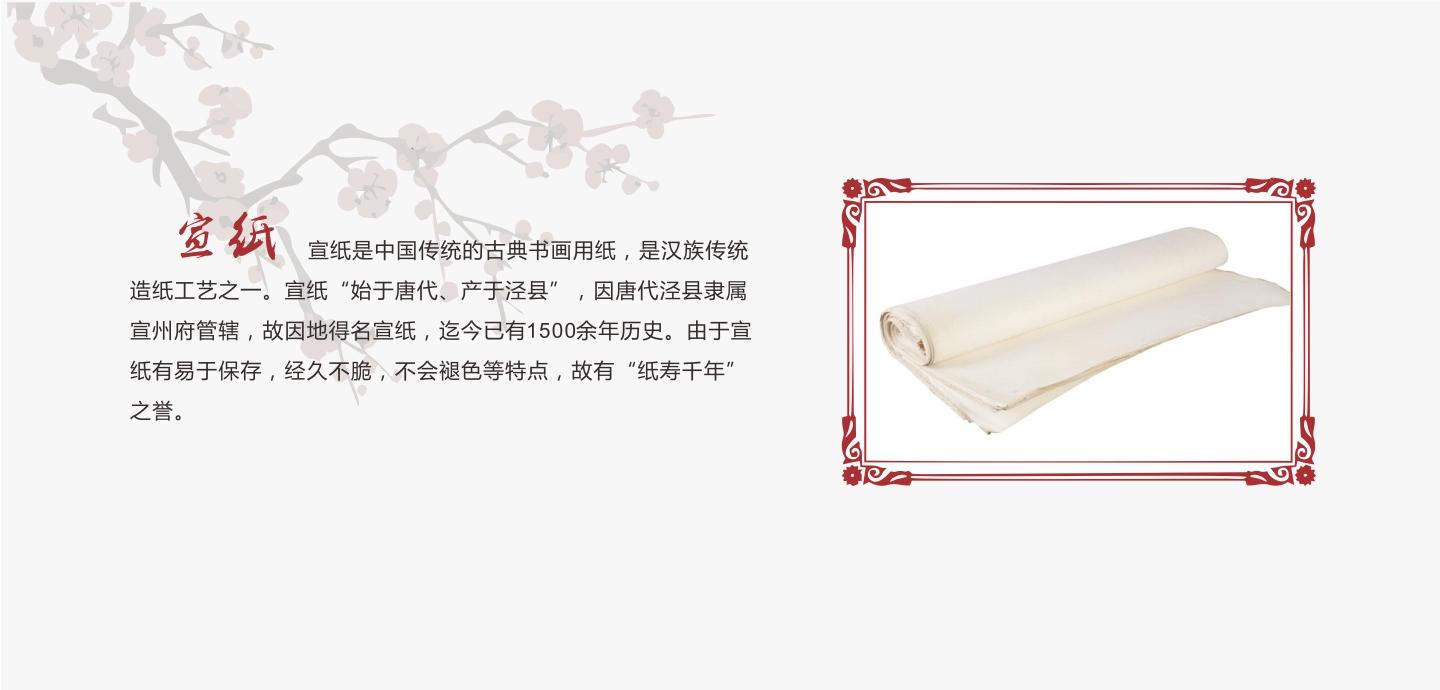 宣纸 宣纸是中国传统的古典书画用纸，是汉族传统
造纸工艺之一。宣纸“始于唐代、产于泾县”，因唐代泾县隶属
宣州府管辖，故因地得名宣纸，迄今已有1500余年历史。由于宣
纸有易于保存，经久不脆，不会褪色等特点，故有“纸寿千年”
之誉。